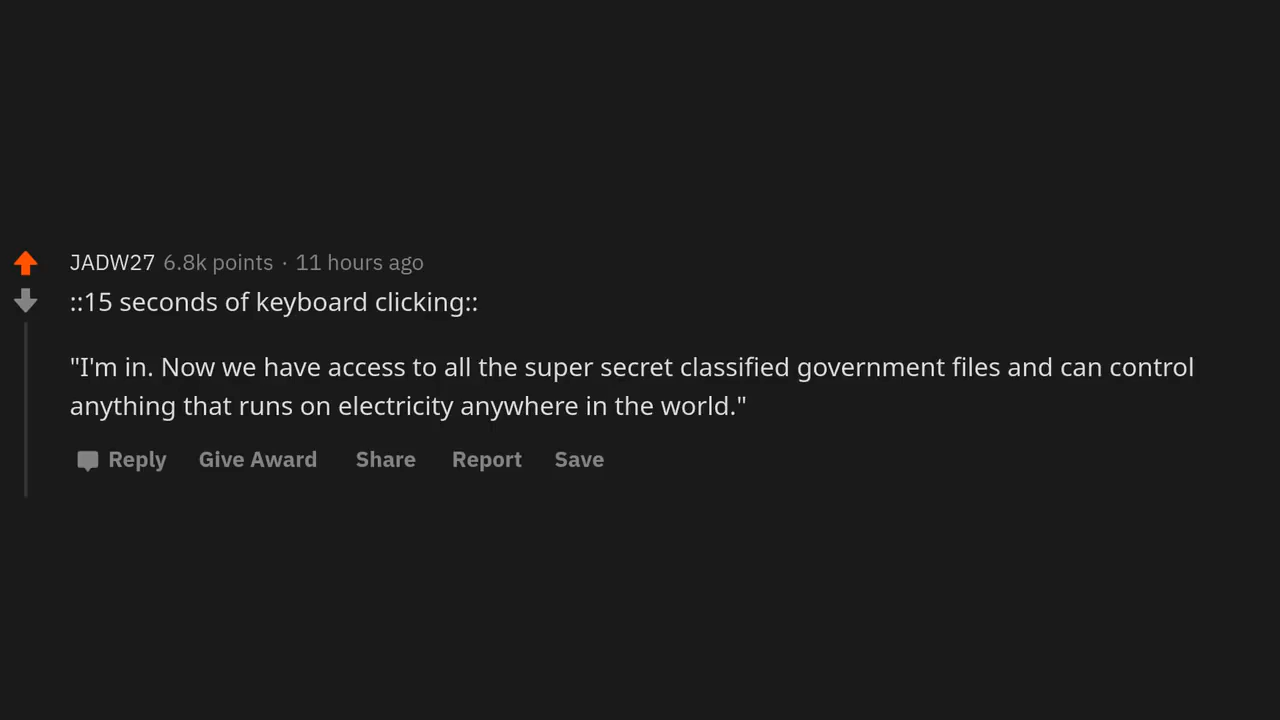 JADW27 6.8k points · 11 hours ago
::15 seconds of keyboard clicking::
"I'm in. Now we have access to all the super secret classified government files and can control
anything that runs on electricity anywhere in the world."
Reply Give Award Share Report Save